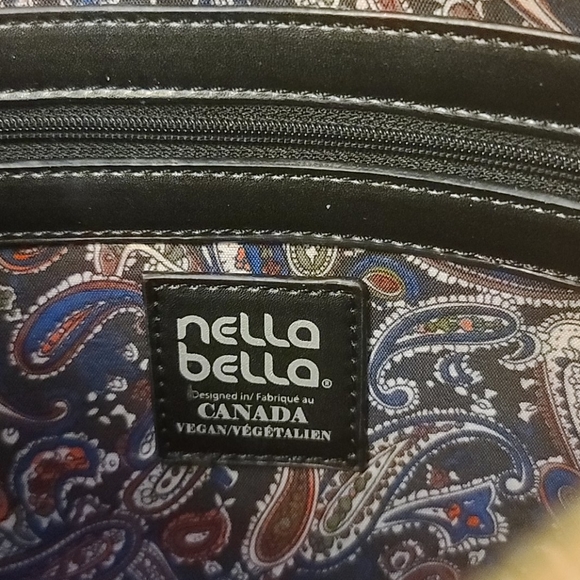 nella
bella®
Designed in/ Fabriqué au
CANADA
VEGAN/VÉGÉTALIEN